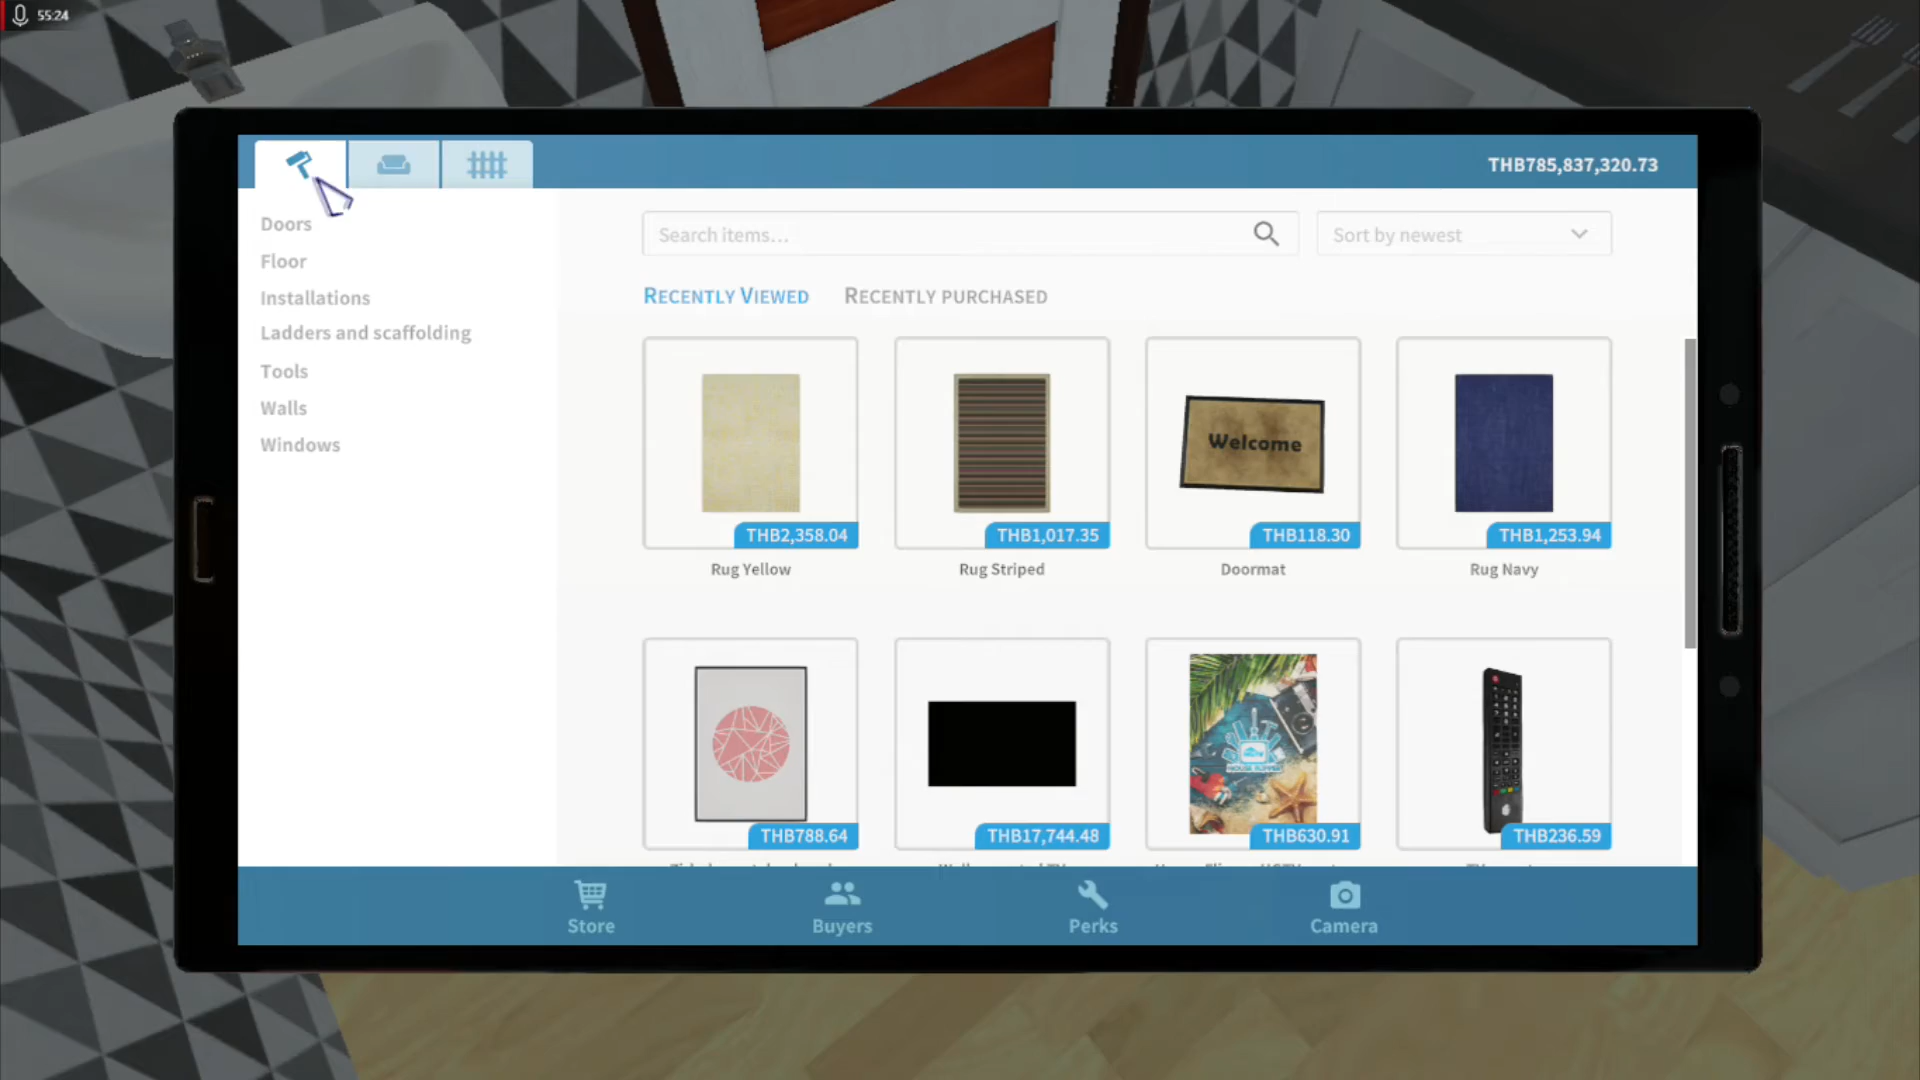 55:24
THB785,837,320.73
Doors
Floor
Installations
Ladders and scaffolding
Tools
Walls
Windows
Search items...
Sort by newest
RECENTLY VIEWED
RECENTLY PURCHASED
Welcome
THB2,358.04
THB1,017.35
THB118.30
THB1,253.94
Rug Yellow
Rug Striped
Doormat
Rug Navy
HOUSE FLIPPER
THB788.64
THB17,744.48
THB630.91
THB236.59
Store
Buyers
Perks
Camera